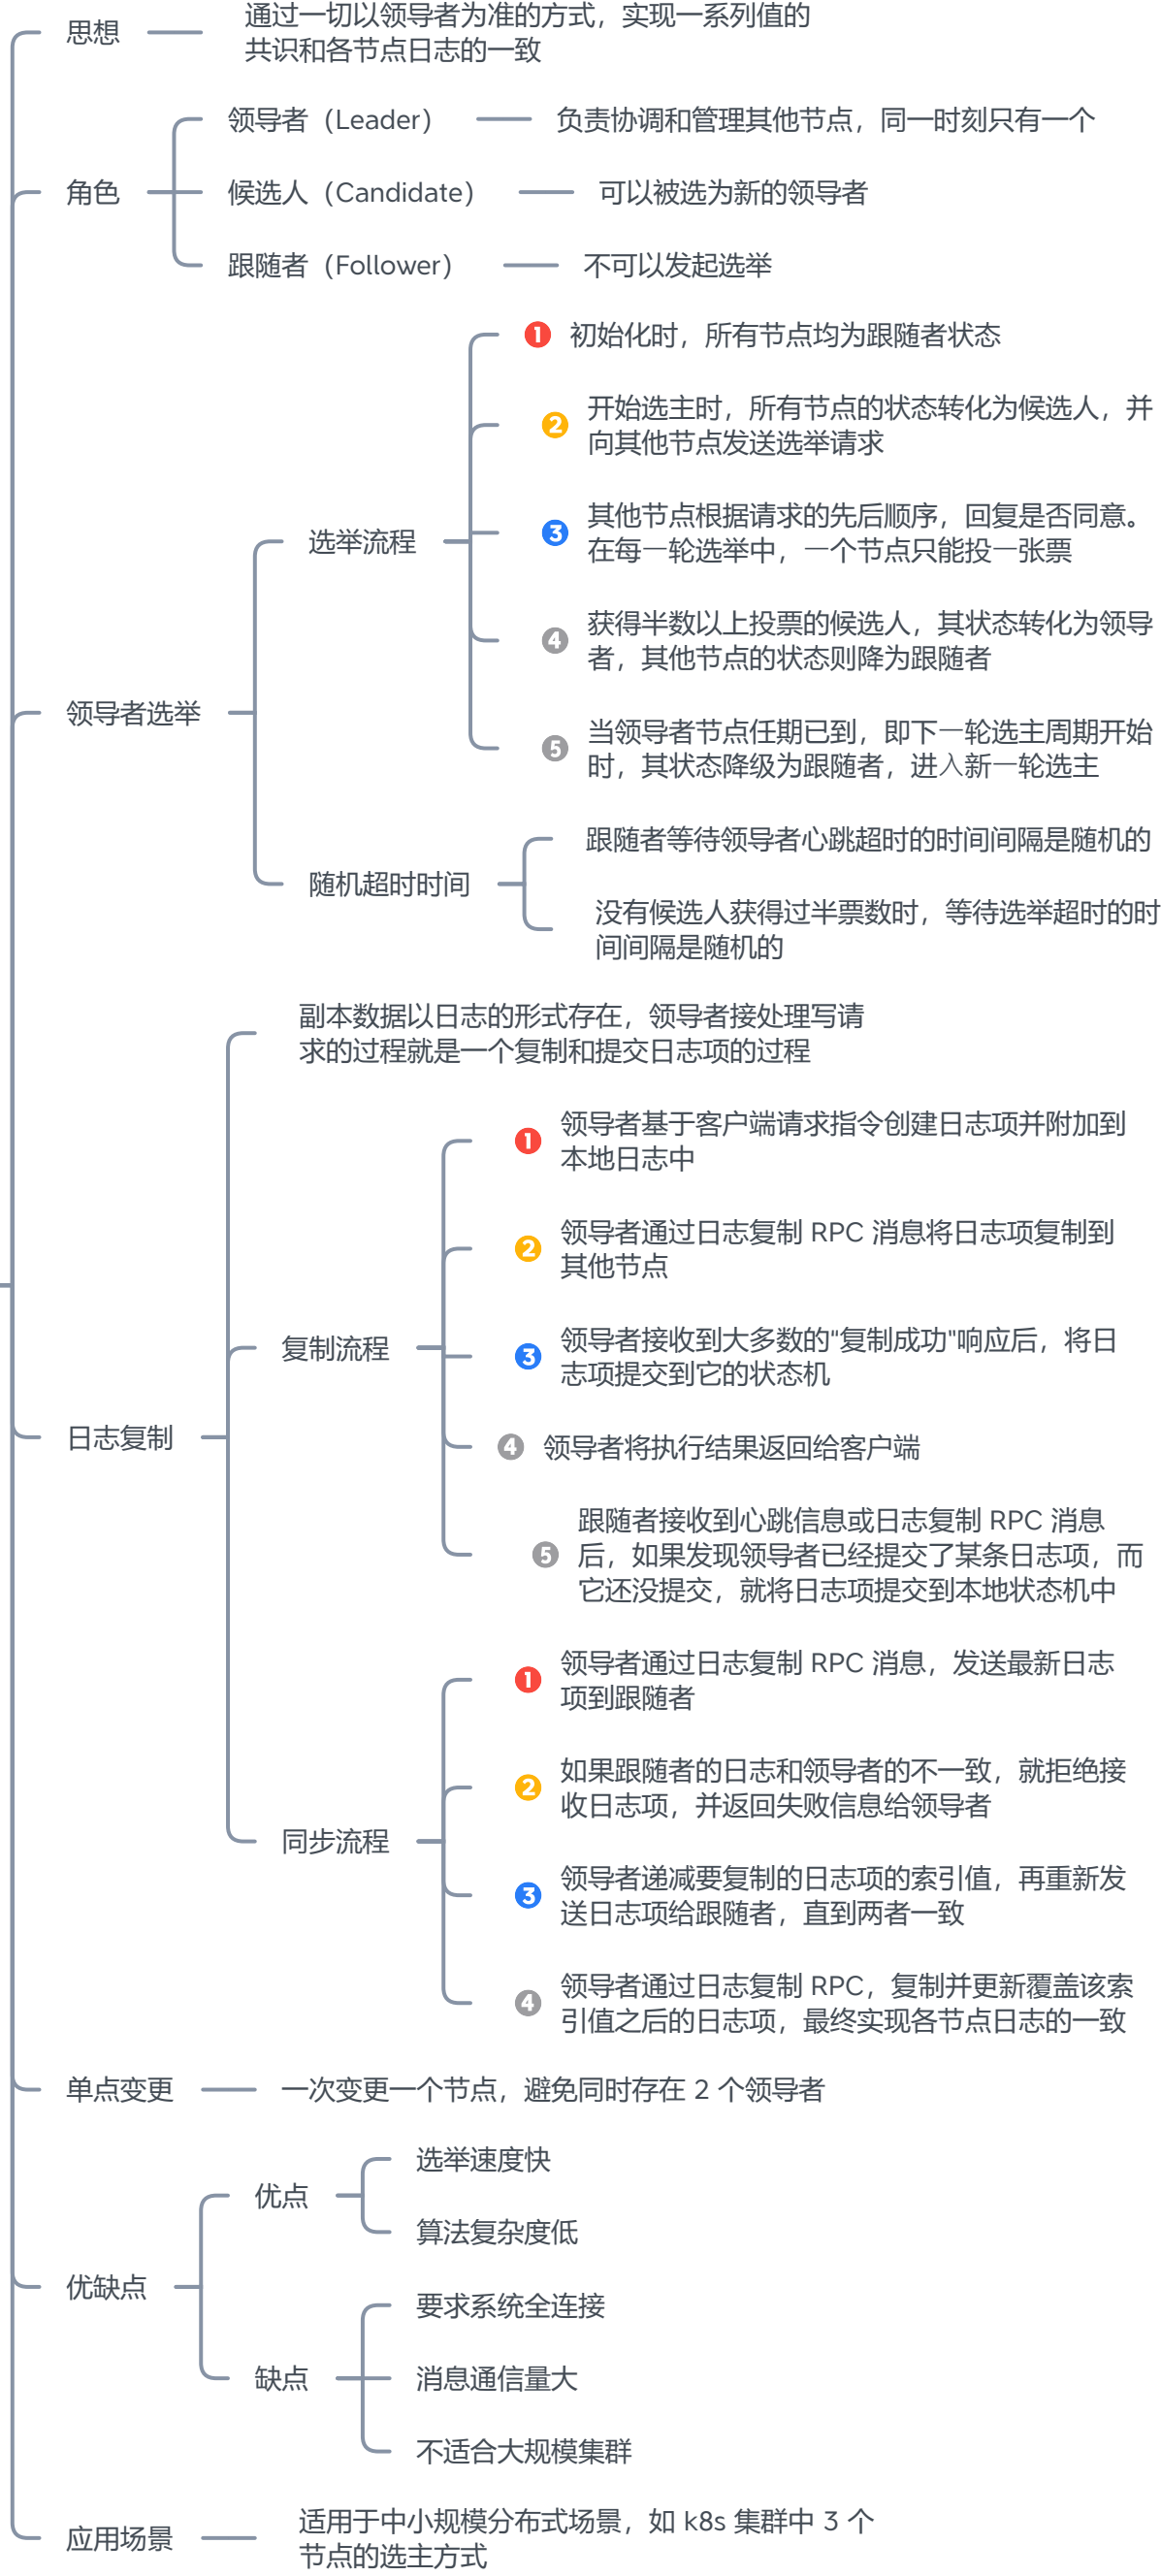 思想
通过一切以领导者为准的方式，实现一系列值的
共识和各节点日志的一致
角色
领导者（Leader）
负责协调和管理其他节点，同一时刻只有一个
候选人（Candidate）
可以被选为新的领导者
跟随者（Follower）
不可以发起选举
领导者选举
选举流程
1 初始化时，所有节点均为跟随者状态
2 开始选主时，所有节点的状态转化为候选人，并
向其他节点发送选举请求
3 其他节点根据请求的先后顺序，回复是否同意。
在每一轮选举中，一个节点只能投一张票
4 获得半数以上投票的候选人，其状态转化为领导
者，其他节点的状态则降为跟随者
5 当领导者节点任期已到，即下一轮选主周期开始
时，其状态降级为跟随者，进入新一轮选主
随机超时时间
跟随者等待领导者心跳超时的时间间隔是随机的
没有候选人获得过半票数时，等待选举超时的时
间间隔是随机的
日志复制
副本数据以日志的形式存在，领导者接处理写请
求的过程就是一个复制和提交日志项的过程
复制流程
1 领导者基于客户端请求指令创建日志项并附加到
本地日志中
2 领导者通过日志复制 RPC 消息将日志项复制到
其他节点
3 领导者接收到大多数的“复制成功"响应后，将日
志项提交到它的状态机
4 领导者将执行结果返回给客户端
5 跟随者接收到心跳信息或日志复制 RPC 消息
后，如果发现领导者已经提交了某条日志项，而
它还没提交，就将日志项提交到本地状态机中
同步流程
1 领导者通过日志复制 RPC 消息，发送最新日志
项到跟随者
2 如果跟随者的日志和领导者的不一致，就拒绝接
收日志项，并返回失败信息给领导者
3 领导者递减要复制的日志项的索引值，再重新发
送日志项给跟随者，直到两者一致
4 领导者通过日志复制 RPC，复制并更新覆盖该索
引值之后的日志项，最终实现各节点日志的一致
单点变更
一次变更一个节点，避免同时存在 2 个领导者
优缺点
优点
选举速度快
算法复杂度低
缺点
要求系统全连接
消息通信量大
不适合大规模集群
应用场景
适用于中小规模分布式场景，如 k8s 集群中 3 个
节点的选主方式